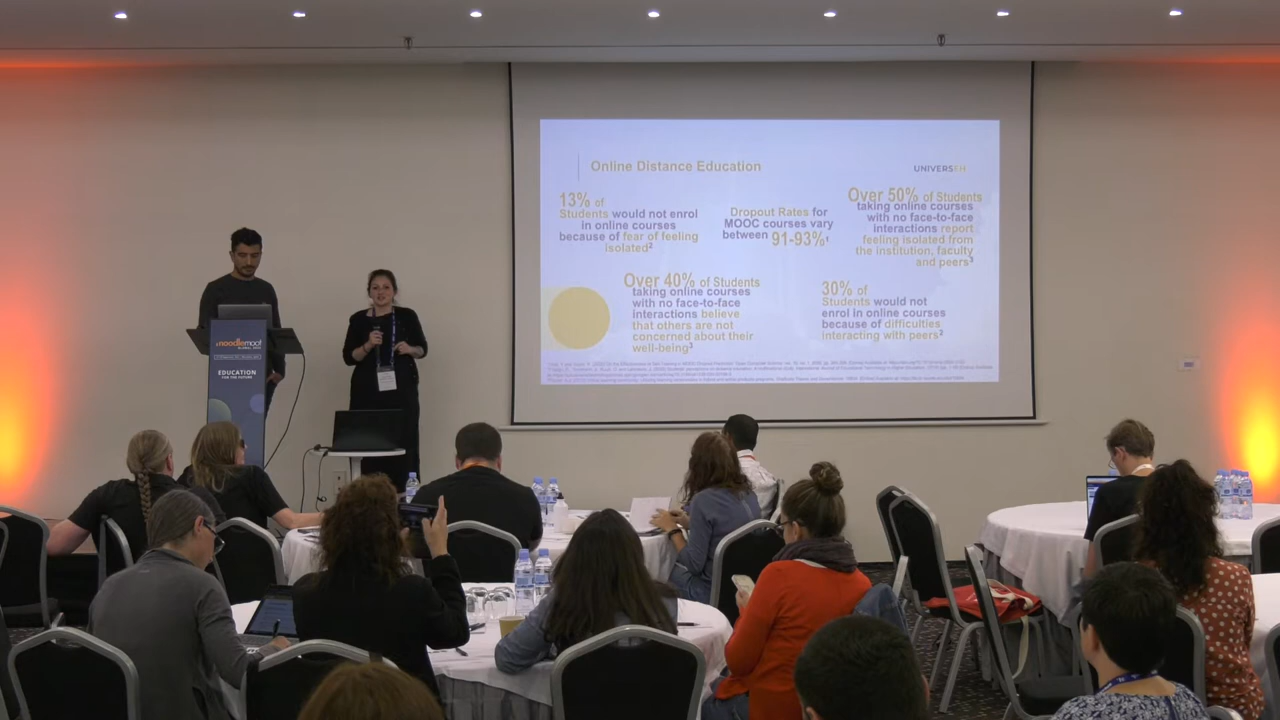 Online Distance Education
UNIVERSFH
13% of
Students would not enrol
in online courses
because of fear of feeling
isolated²
Dropout Rates for
MOOC courses vary
between 91-93%¹
Over 50% of Students
taking online courses
with no face-to-face
interactions report
feeling isolated from
the institution, faculty
and peers³
Over 40% of Students
taking online courses
with no face-to-face
interactions believe
that others are not
concerned about their
well-being³
30% of
Students would not
enrol in online courses
because of difficulties
interacting with peers²
moodlemoot
EDUCATION
FOR THE FUTURE